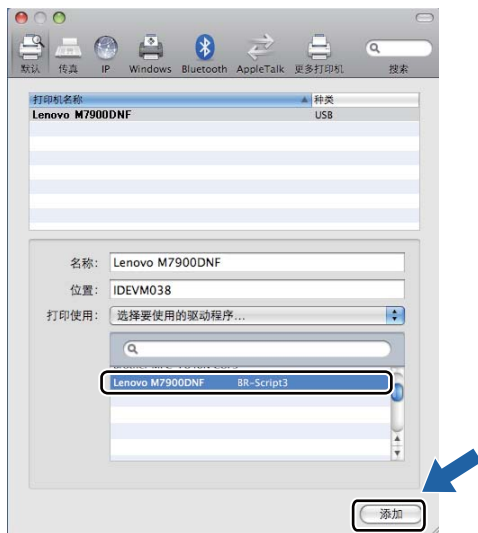 默认 传真 IP Windows Bluetooth AppleTalk 更多打印机 搜索
打印机名称 种类
Lenovo M7900DNF USB
名称: Lenovo M7900DNF
位置: IDEVM038
打印使用: 选择要使用的驱动程序...
Lenovo M7900DNF BR-Script3
添加